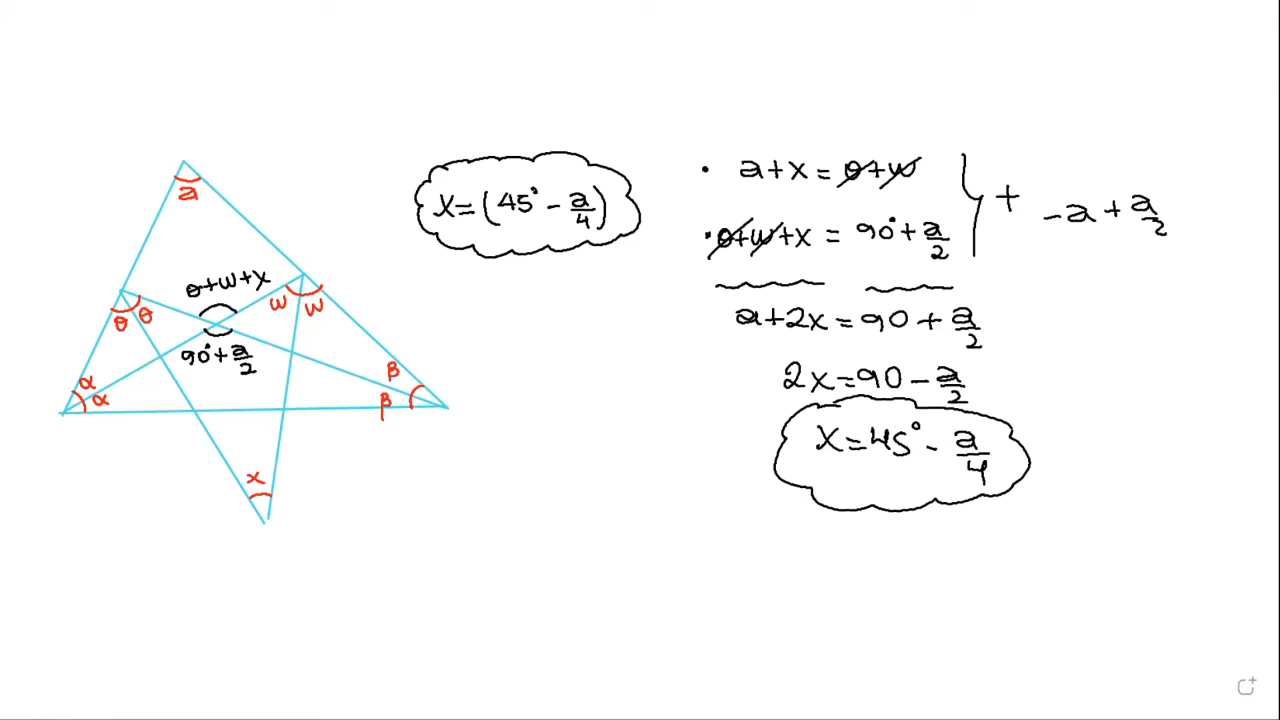 a
θ+w+x
90°+a/2
θ θ
w w
α
α
β
β
x
x=(45°-a/4)
• a+x=θ+w
• θ+w+x=90°+a/2
+
-a+a/2
a+2x=90+a/2
2x=90-a/2
x=45°-a/4